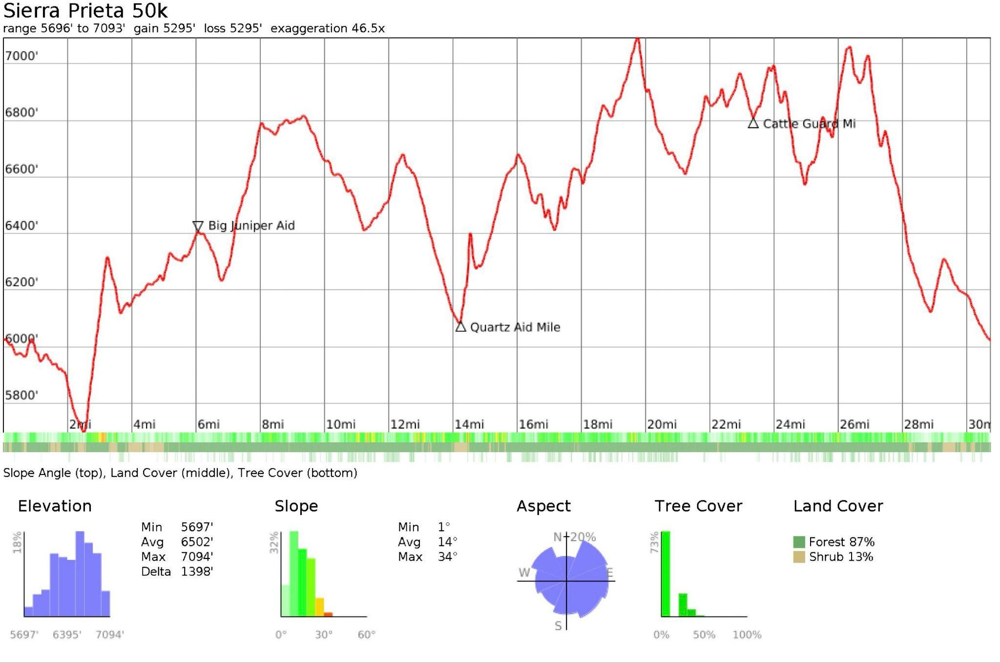 Sierra Prieta 50k
range 5696' to 7093'  gain 5295'  loss 5295'  exaggeration 46.5x
7000'
6800'
Cattle Guard Mi
6600'
6400'
Big Juniper Aid
6200'
Quartz Aid Mile
6000'
5800'
2mi 4mi 6mi 8mi 10mi 12mi 14mi 16mi 18mi 20mi 22mi 24mi 26mi 28mi 30m
Slope Angle (top), Land Cover (middle), Tree Cover (bottom)
Elevation
18%
5697' 6395' 7094'
Min 5697'
Avg 6502'
Max 7094'
Delta 1398'
Slope
32%
0° 30° 60°
Min 1°
Avg 14°
Max 34°
Aspect
N 20%
W E
S
Tree Cover
73%
0% 50% 100%
Land Cover
Forest 87%
Shrub 13%